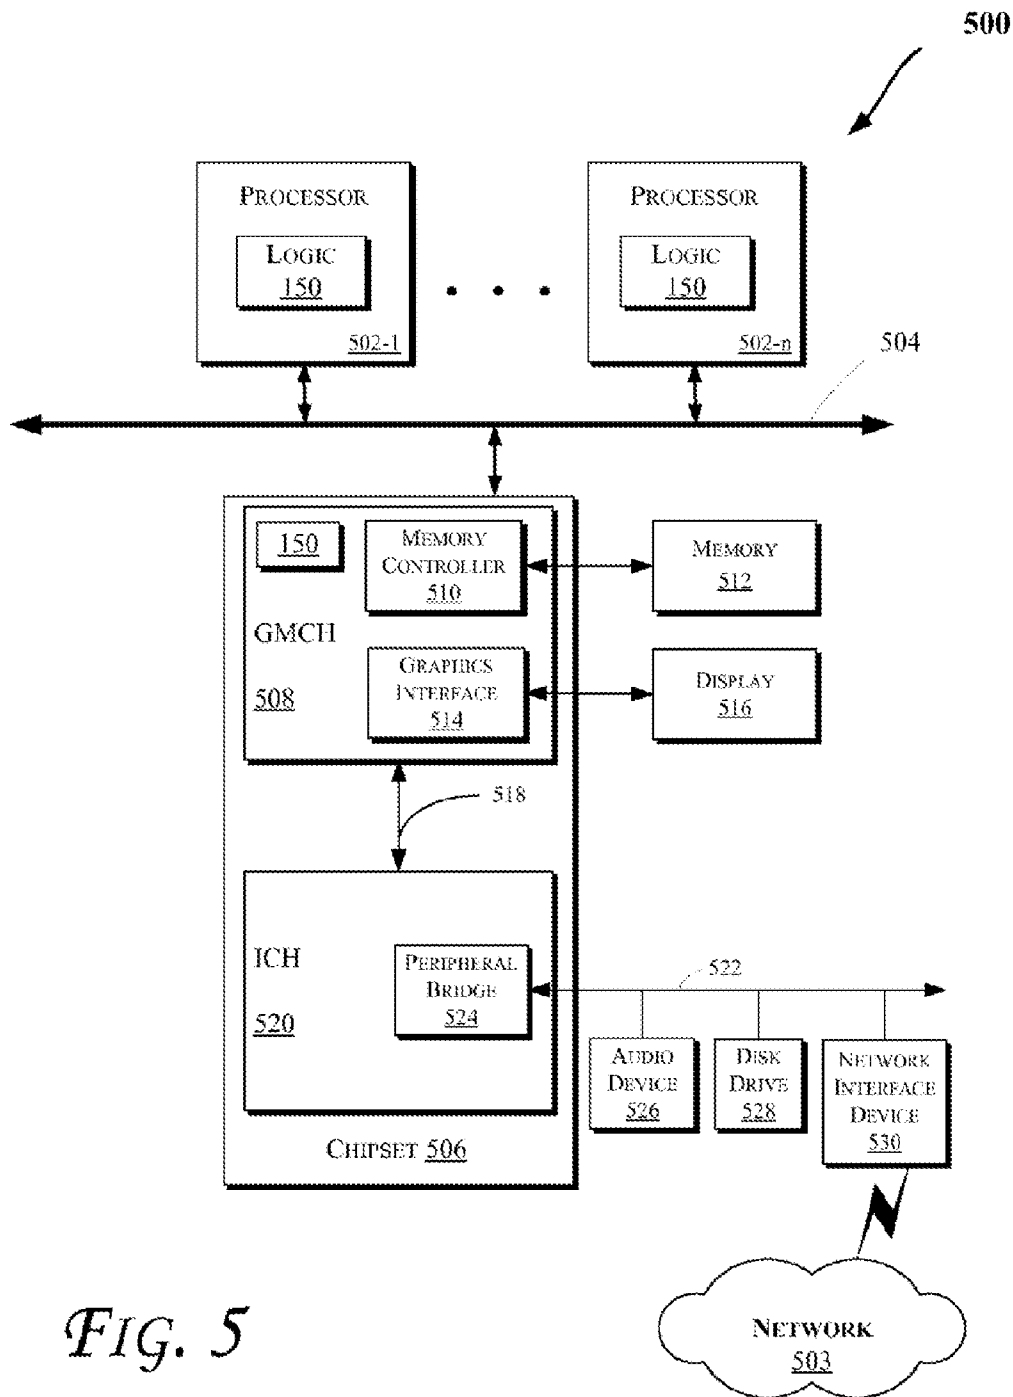 500
PROCESSOR
LOGIC
150
502-1
PROCESSOR
LOGIC
150
502-n
504
150
MEMORY
CONTROLLER
510
MEMORY
512
GMCH
508
GRAPHICS
INTERFACE
514
DISPLAY
516
518
ICH
520
PERIPHERAL
BRIDGE
524
522
AUDIO
DEVICE
526
DISK
DRIVE
528
NETWORK
INTERFACE
DEVICE
530
CHIPSET 506
NETWORK
503
FIG. 5